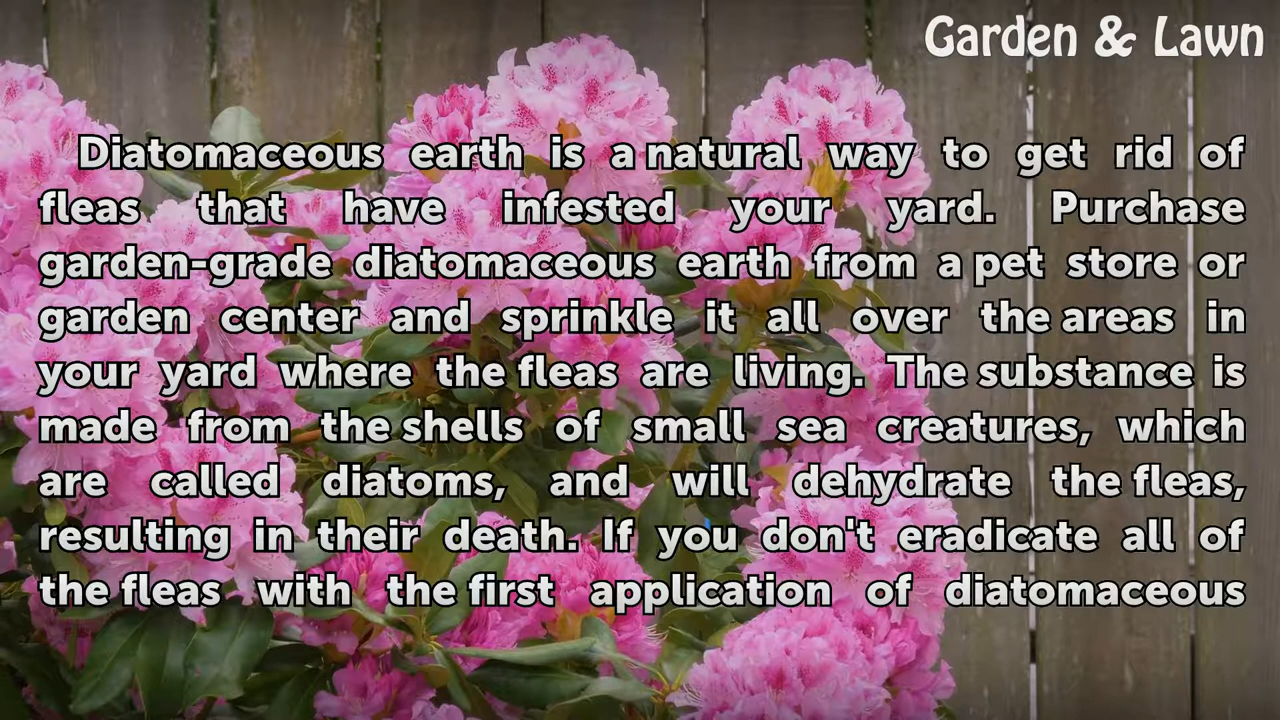 Garden & Lawn
Diatomaceous earth is a natural way to get rid of
fleas that have infested your yard. Purchase
garden-grade diatomaceous earth from a pet store or
garden center and sprinkle it all over the areas in
your yard where the fleas are living. The substance is
made from the shells of small sea creatures, which
are called diatoms, and will dehydrate the fleas,
resulting in their death. If you don't eradicate all of
the fleas with the first application of diatomaceous